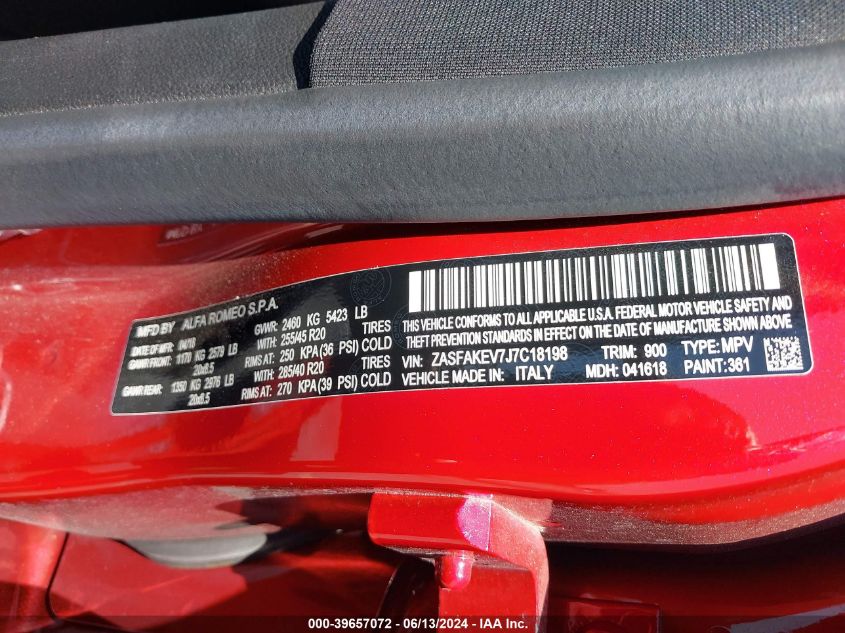 MFD BY ALFA ROMEO S.P.A.
DATE OF MFR 04/18 GVWR: 2460 KG 5423 LB
GAWR FRONT: 1170 KG 2579 LB WITH: 255/45 R20 TIRES
20x8.5 RIMS AT: 250 KPA(36 PSI) COLD
GAWR REAR: 1350 KG 2976 LB WITH: 285/40 R20 TIRES
20x9.5 RIMS AT: 270 KPA(39 PSI) COLD
THIS VEHICLE CONFORMS TO ALL APPLICABLE U.S.A. FEDERAL MOTOR VEHICLE SAFETY AND
THEFT PREVENTION STANDARDS IN EFFECT ON THE DATE OF MANUFACTURE SHOWN ABOVE.
VIN: ZASFAKEV7J7C18198 TRIM: 900 TYPE: MPV
VEHICLE MADE IN: ITALY MDH: 041618 PAINT: 361
000-39657072 - 06/13/2024 - IAA Inc.